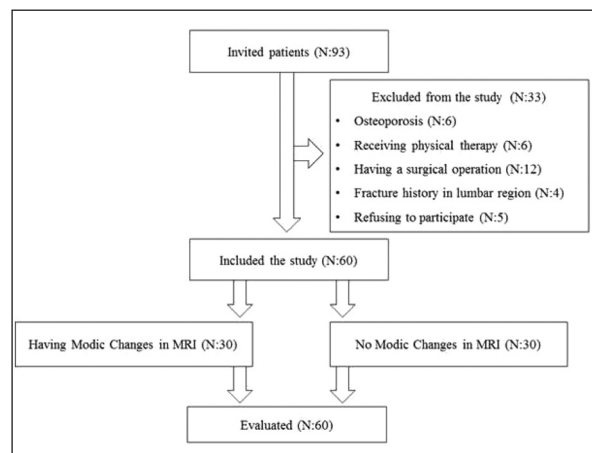 Invited patients (N:93)
Excluded from the study (N:33)
• Osteoporosis (N:6)
• Receiving physical therapy (N:6)
• Having a surgical operation (N:12)
• Fracture history in lumbar region (N:4)
• Refusing to participate (N:5)
Included the study (N:60)
Having Modic Changes in MRI (N:30)
No Modic Changes in MRI (N:30)
Evaluated (N:60)